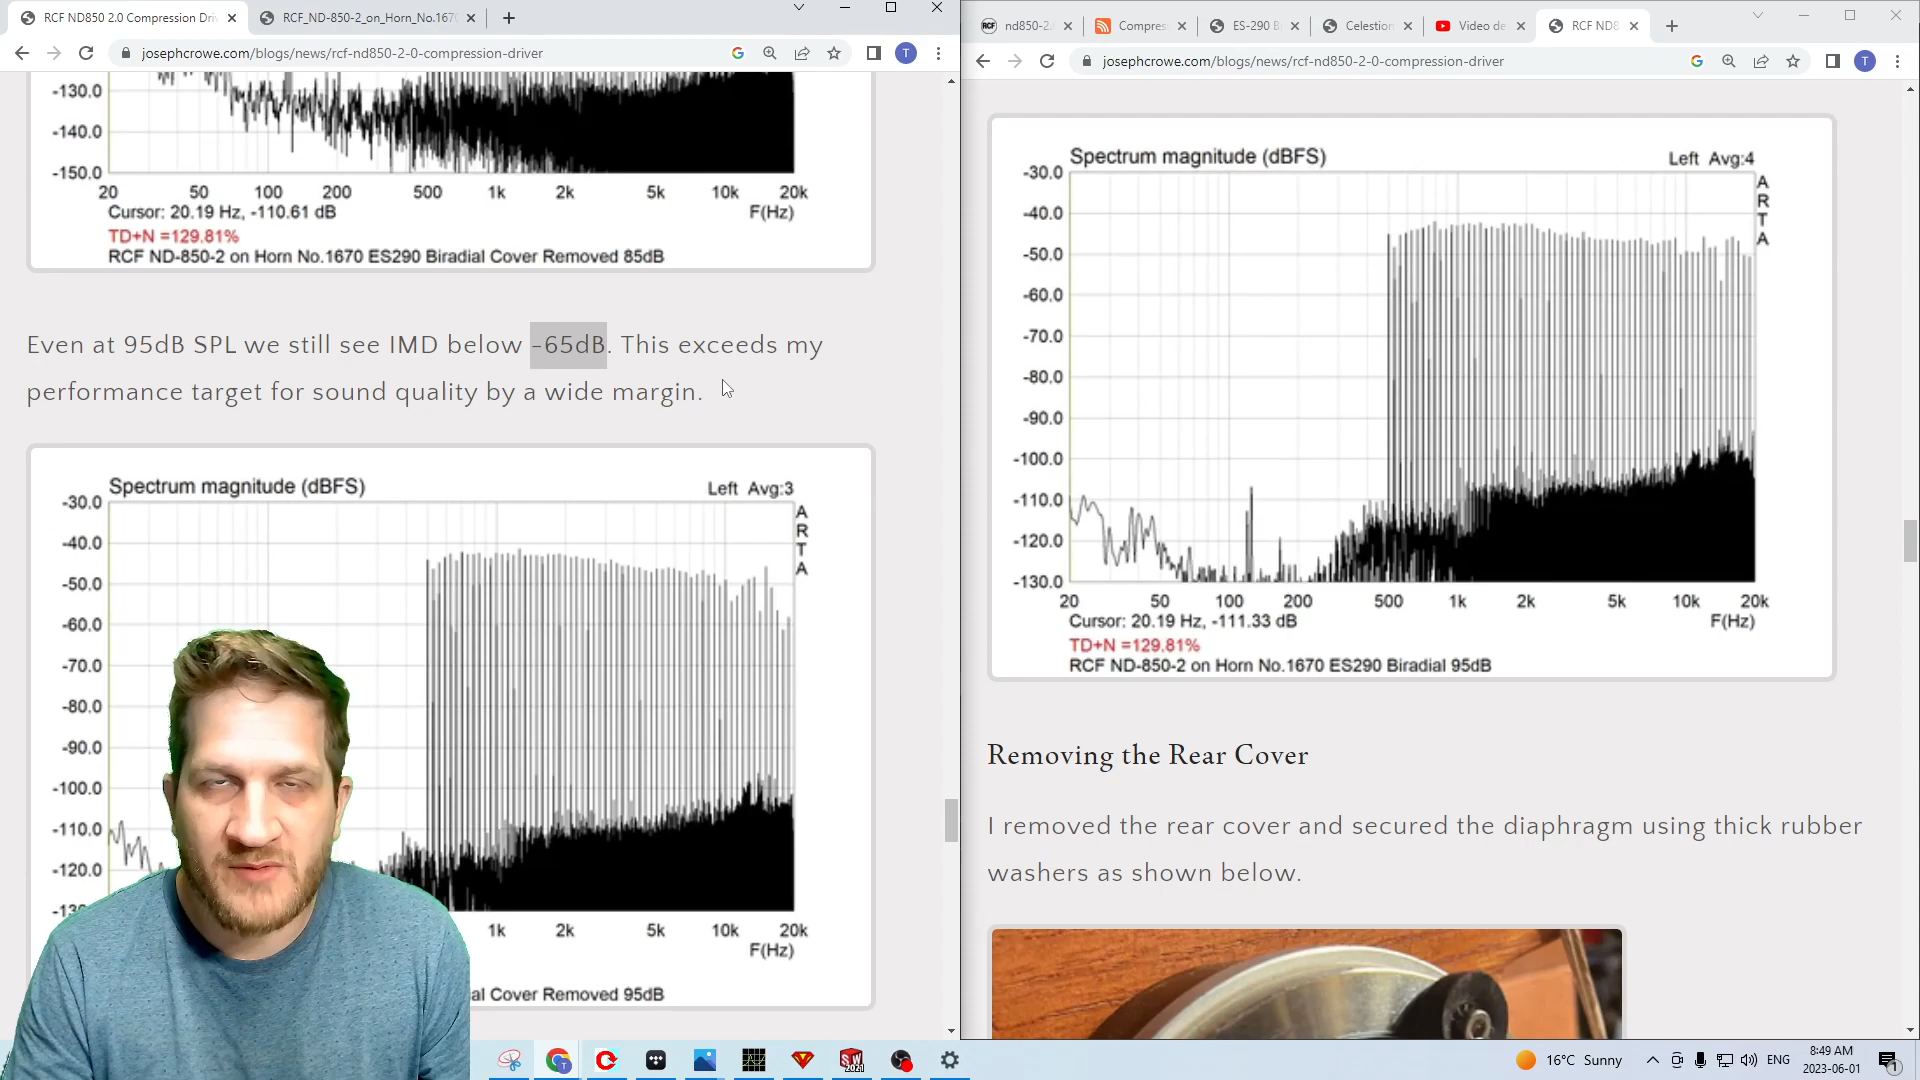 RCF ND850 2.0 Compression Dri
RCF_ND-850-2_on_Horn_No.167
josephcrowe.com/blogs/news/rcf-nd850-2-0-compression-driver
T
-130.0
-140.0
-150.0
20 50 100 200 500 1k 2k 5k 10k 20k
Cursor: 20.19 Hz, -110.61 dB F(Hz)
TD+N =129.81%
RCF ND-850-2 on Horn No.1670 ES290 Biradial Cover Removed 85dB
Even at 95dB SPL we still see IMD below -65dB. This exceeds my
performance target for sound quality by a wide margin.
Spectrum magnitude (dBFS) Left Avg:3
-30.0
-40.0
-50.0
-60.0
-70.0
-80.0
-90.0
-100.0
-110.0
-120.0
ARTA
1k 2k 5k 10k 20k
F(Hz)
al Cover Removed 95dB
nd850-2.
Compres
ES-290 B
Celestion
Video de
RCF ND8
josephcrowe.com/blogs/news/rcf-nd850-2-0-compression-driver
T
Spectrum magnitude (dBFS) Left Avg:4
-30.0
-40.0
-50.0
-60.0
-70.0
-80.0
-90.0
-100.0
-110.0
-120.0
-130.0
ARTA
20 50 100 200 500 1k 2k 5k 10k 20k
Cursor: 20.19 Hz, -111.33 dB F(Hz)
TD+N =129.81%
RCF ND-850-2 on Horn No.1670 ES290 Biradial 95dB
Removing the Rear Cover
I removed the rear cover and secured the diaphragm using thick rubber
washers as shown below.
16°C Sunny
ENG
8:49 AM
2023-06-01
1